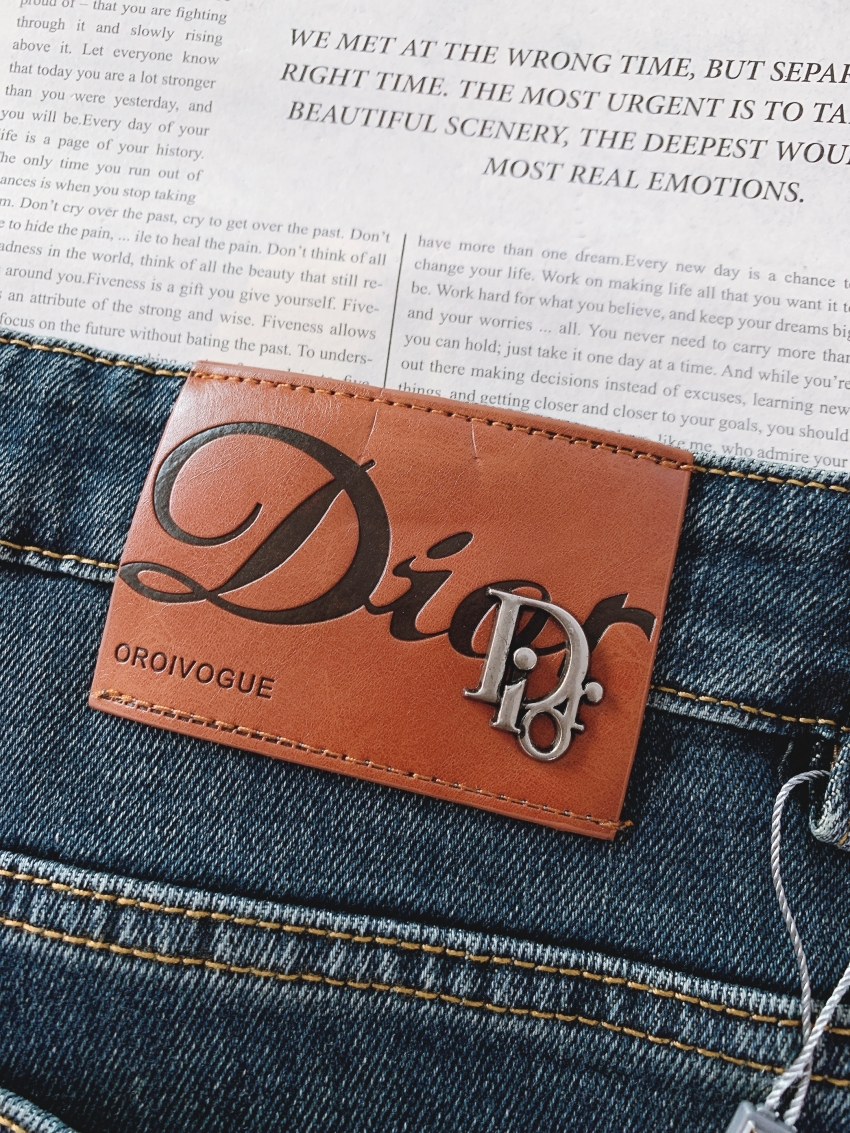 proud of – that you are fighting
through it and slowly rising
above it. Let everyone know
that today you are a lot stronger
than you were yesterday, and
you will be.Every day of your
life is a page of your history.
The only time you run out of
ances is when you stop taking
m. Don't cry over the past, cry to get over the past. Don't
e to hide the pain, ... ile to heal the pain. Don't think of all
adness in the world, think of all the beauty that still re-
around you.Fiveness is a gift you give yourself. Five-
s an attribute of the strong and wise. Fiveness allows
focus on the future without bating the past. To unders-
WE MET AT THE WRONG TIME, BUT SEPAR
RIGHT TIME. THE MOST URGENT IS TO TA
BEAUTIFUL SCENERY, THE DEEPEST WOU
MOST REAL EMOTIONS.
have more than one dream.Every new day is a chance t
change your life. Work on making life all that you want it t
be. Work hard for what you believe, and keep your dreams big
and your worries ... all. You never need to carry more than
you can hold; just take it one day at a time. And while you're
out there making decisions instead of excuses, learning new
things, and getting closer and closer to your goals, you should
like me, who admire your
Dior
OROIVOGUE
Dior